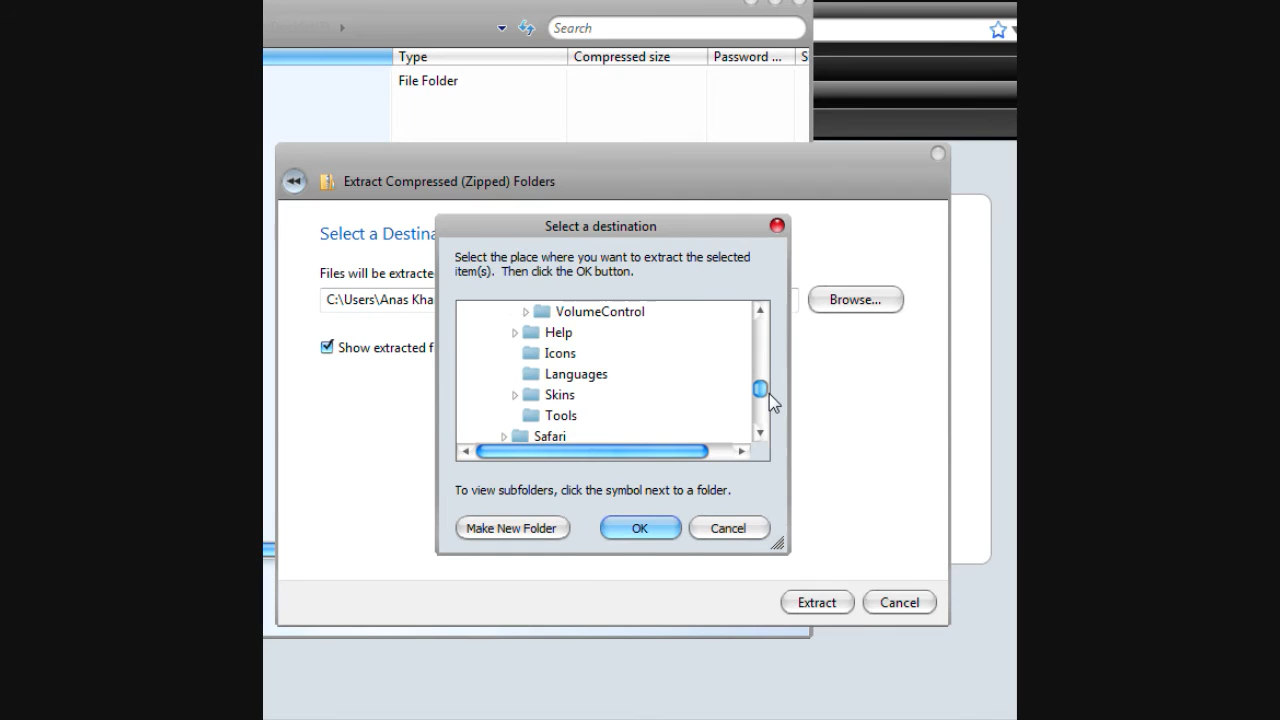 Search
Type
Compressed size
Password ...
S
File Folder
Extract Compressed (Zipped) Folders
Select a destination
Select a Destina
Select the place where you want to extract the selected
item(s). Then click the OK button.
Files will be extracted
C:\Users\Anas Kha
Browse...
VolumeControl
Help
Show extracted f
Icons
Languages
Skins
Tools
Safari
To view subfolders, click the symbol next to a folder.
Make New Folder
OK
Cancel
Extract
Cancel